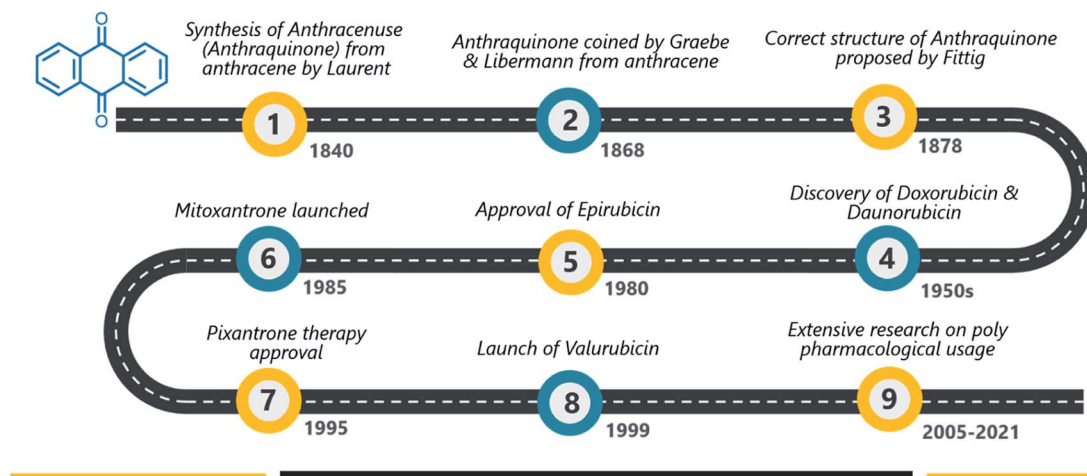 O
O
Synthesis of Anthracenuse
(Anthraquinone) from
anthracene by Laurent
1
1840
Anthraquinone coined by Graebe
& Libermann from anthracene
2
1868
Correct structure of Anthraquinone
proposed by Fittig
3
1878
Discovery of Doxorubicin &
Daunorubicin
4
1950s
Approval of Epirubicin
5
1980
Mitoxantrone launched
6
1985
Pixantrone therapy
approval
7
1995
Launch of Valurubicin
8
1999
Extensive research on poly
pharmacological usage
9
2005-2021